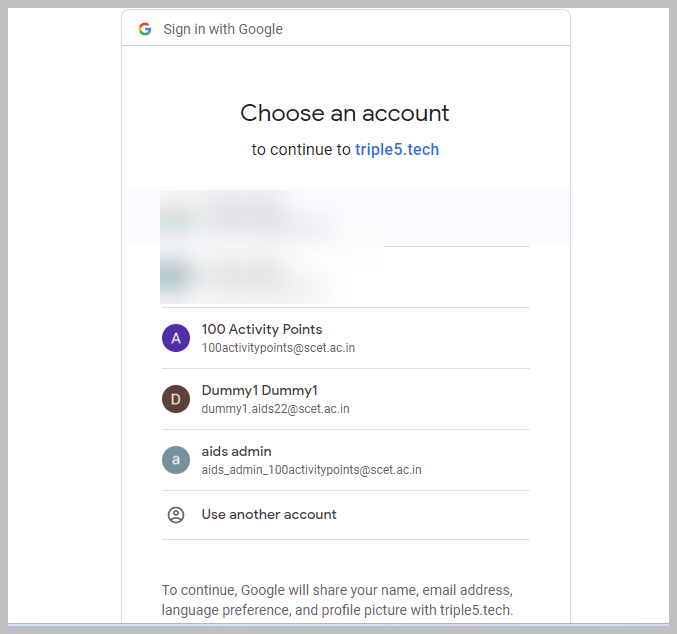 Sign in with Google
Choose an account
to continue to triple5.tech
A
100 Activity Points
100activitypoints@scet.ac.in
D
Dummy1 Dummy1
dummy1.aids22@scet.ac.in
a
aids admin
aids_admin_100activitypoints@scet.ac.in
Use another account
To continue, Google will share your name, email address,
language preference, and profile picture with triple5.tech.